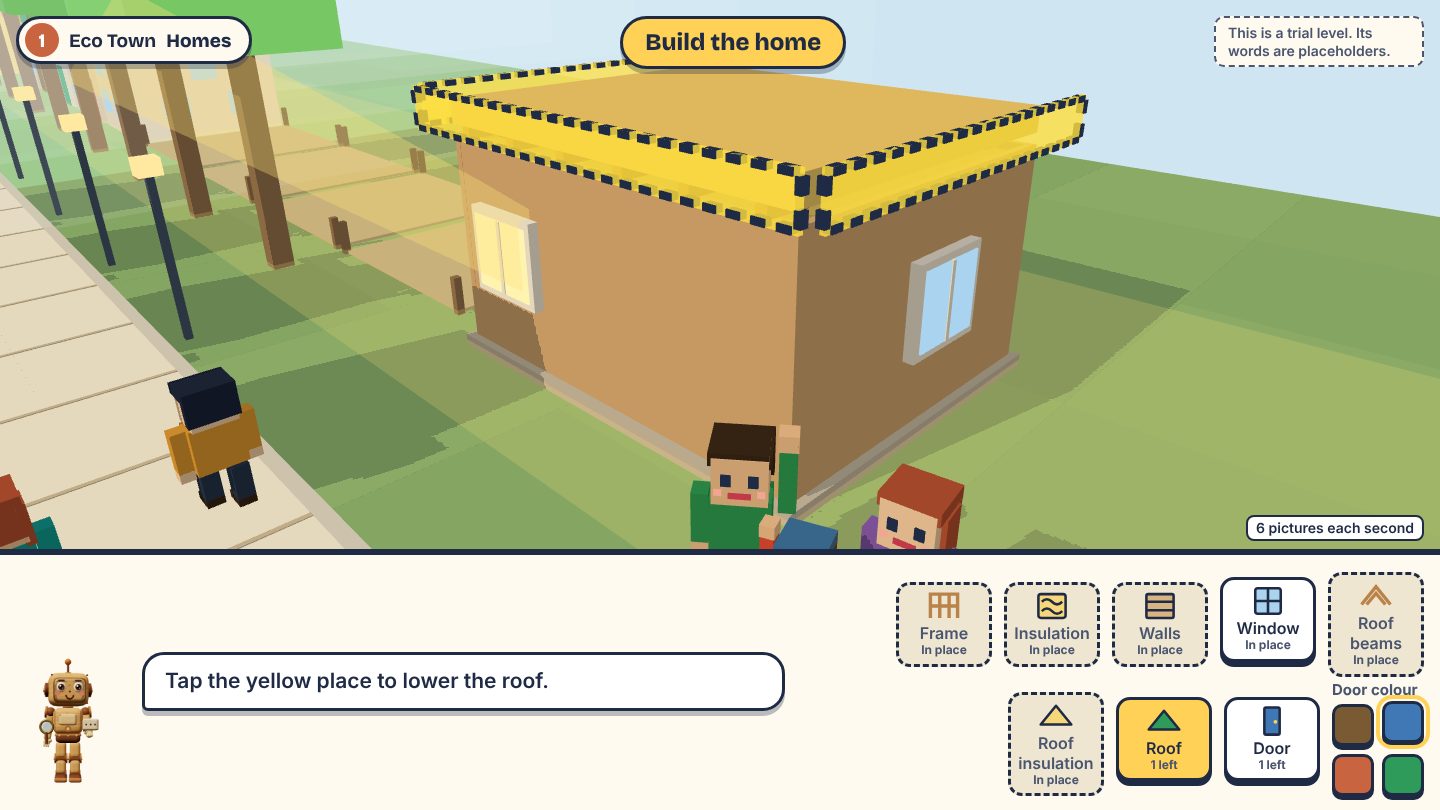 1 Eco Town Homes
Build the home
This is a trial level. Its
words are placeholders.
6 pictures each second
Tap the yellow place to lower the roof.
Frame
In place
Insulation
In place
Walls
In place
Window
In place
Roof
beams
In place
Roof
insulation
In place
Roof
1 left
Door
1 left
Door colour